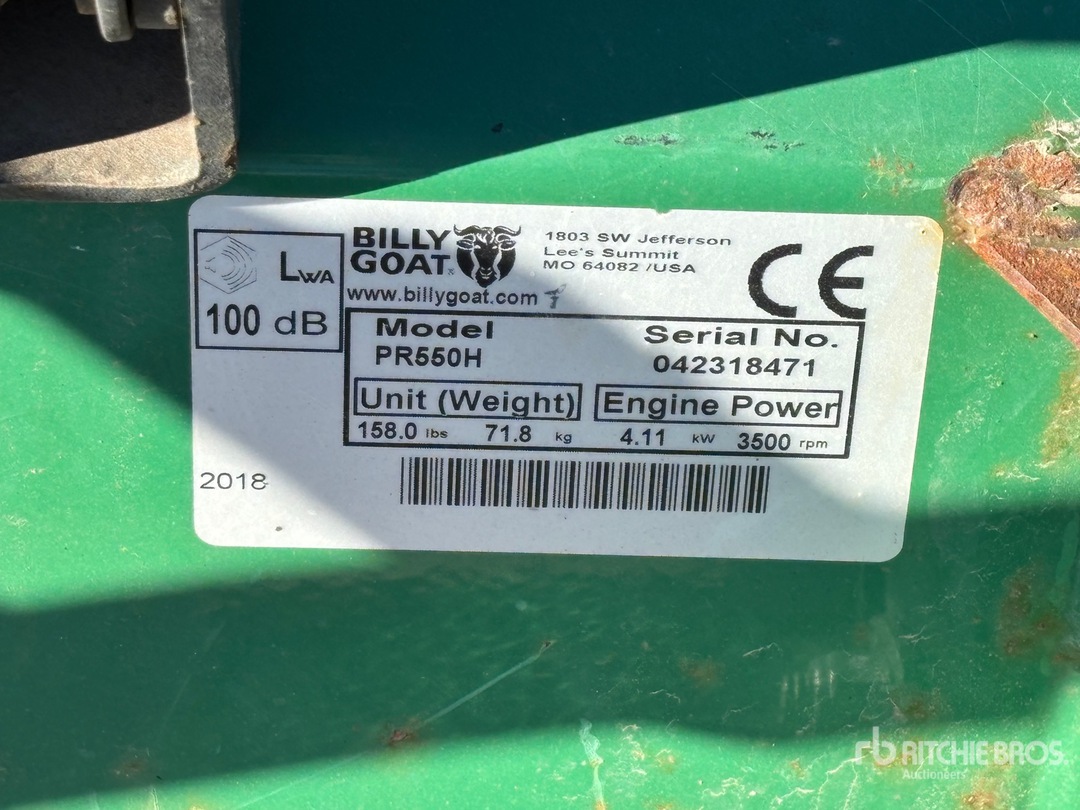 LWA
100 dB
BILLY GOAT
1803 SW Jefferson
Lee's Summit
MO 64082 /USA
www.billygoat.com
CE
Model Serial No.
PR550H 042318471
Unit (Weight) Engine Power
158.0 lbs 71.8 kg 4.11 kW 3500 rpm
2018
rb RITCHIE BROS.
Auctioneers